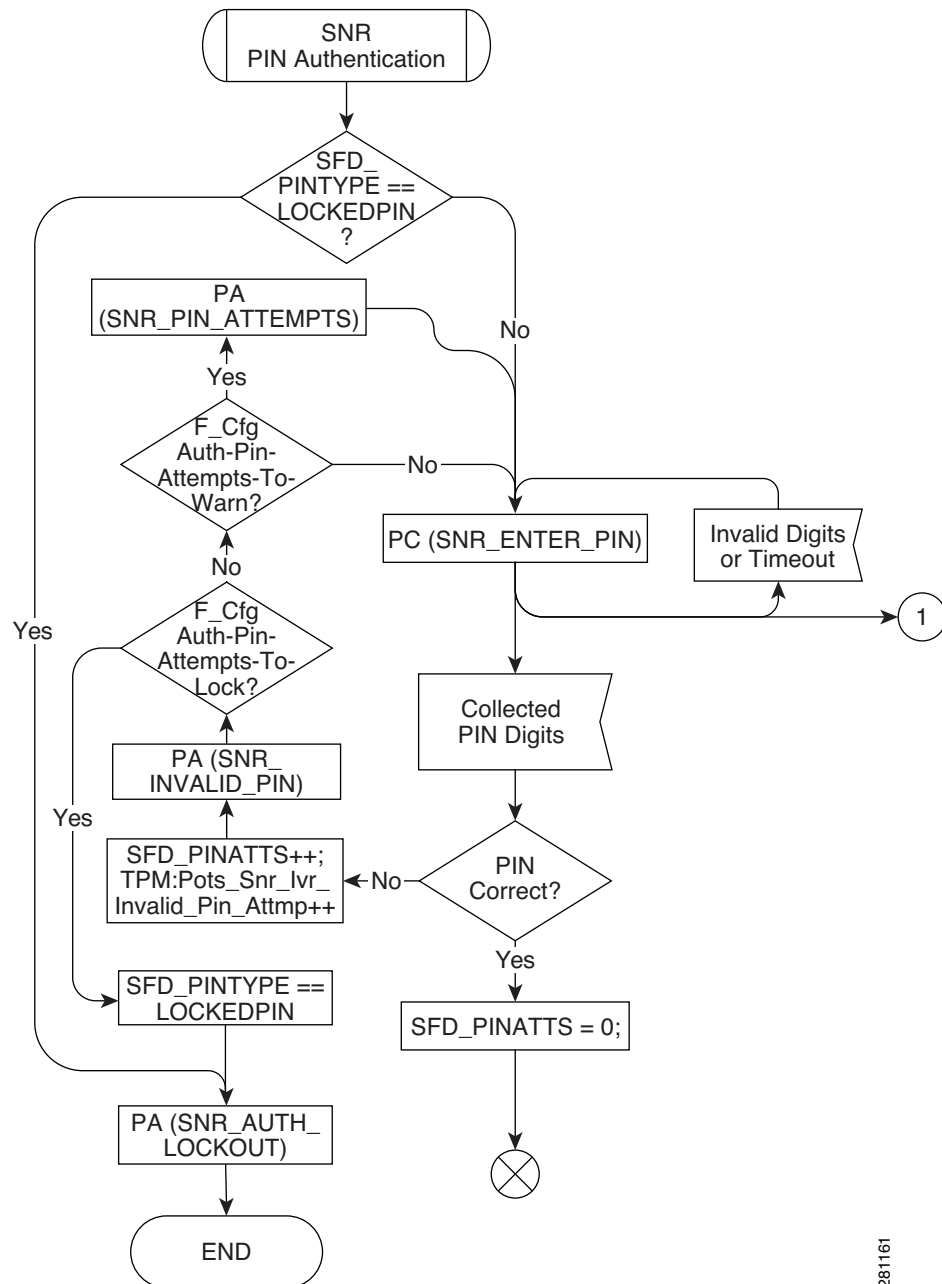 SNR
PIN Authentication
SFD_
PINTYPE ==
LOCKEDPIN
?
PA
(SNR_PIN_ATTEMPTS)
No
Yes
F_Cfg
Auth-Pin-
Attempts-To-
Warn?
No
PC (SNR_ENTER_PIN)
Invalid Digits
or Timeout
No
1
Yes
F_Cfg
Auth-Pin-
Attempts-To-
Lock?
Collected
PIN Digits
PA (SNR_
INVALID_PIN)
Yes
SFD_PINATTS++;
TPM:Pots_Snr_Ivr_
Invalid_Pin_Attmp++
No
PIN
Correct?
Yes
SFD_PINTYPE ==
LOCKEDPIN
SFD_PINATTS = 0;
PA (SNR_AUTH_
LOCKOUT)
END
281161